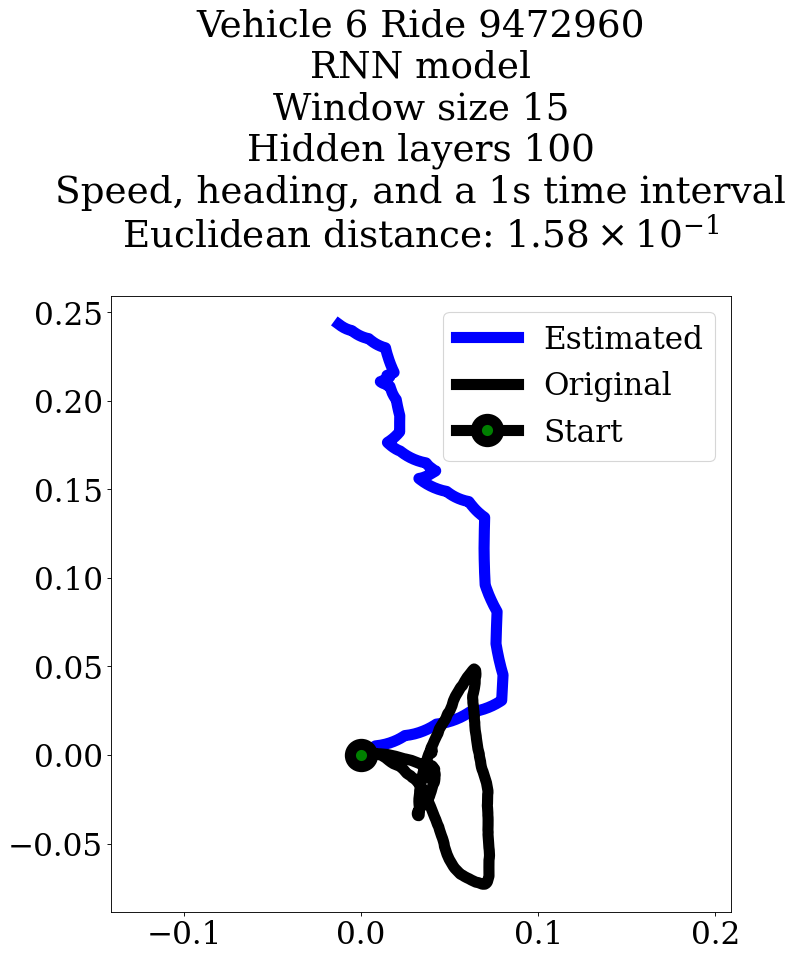 Vehicle 6 Ride 9472960
RNN model
Window size 15
Hidden layers 100
Speed, heading, and a 1s time interval
Euclidean distance: 1.58 × 10⁻¹
0.25
0.20
0.15
0.10
0.05
0.00
−0.05
Estimated
Original
Start
−0.1
0.0
0.1
0.2